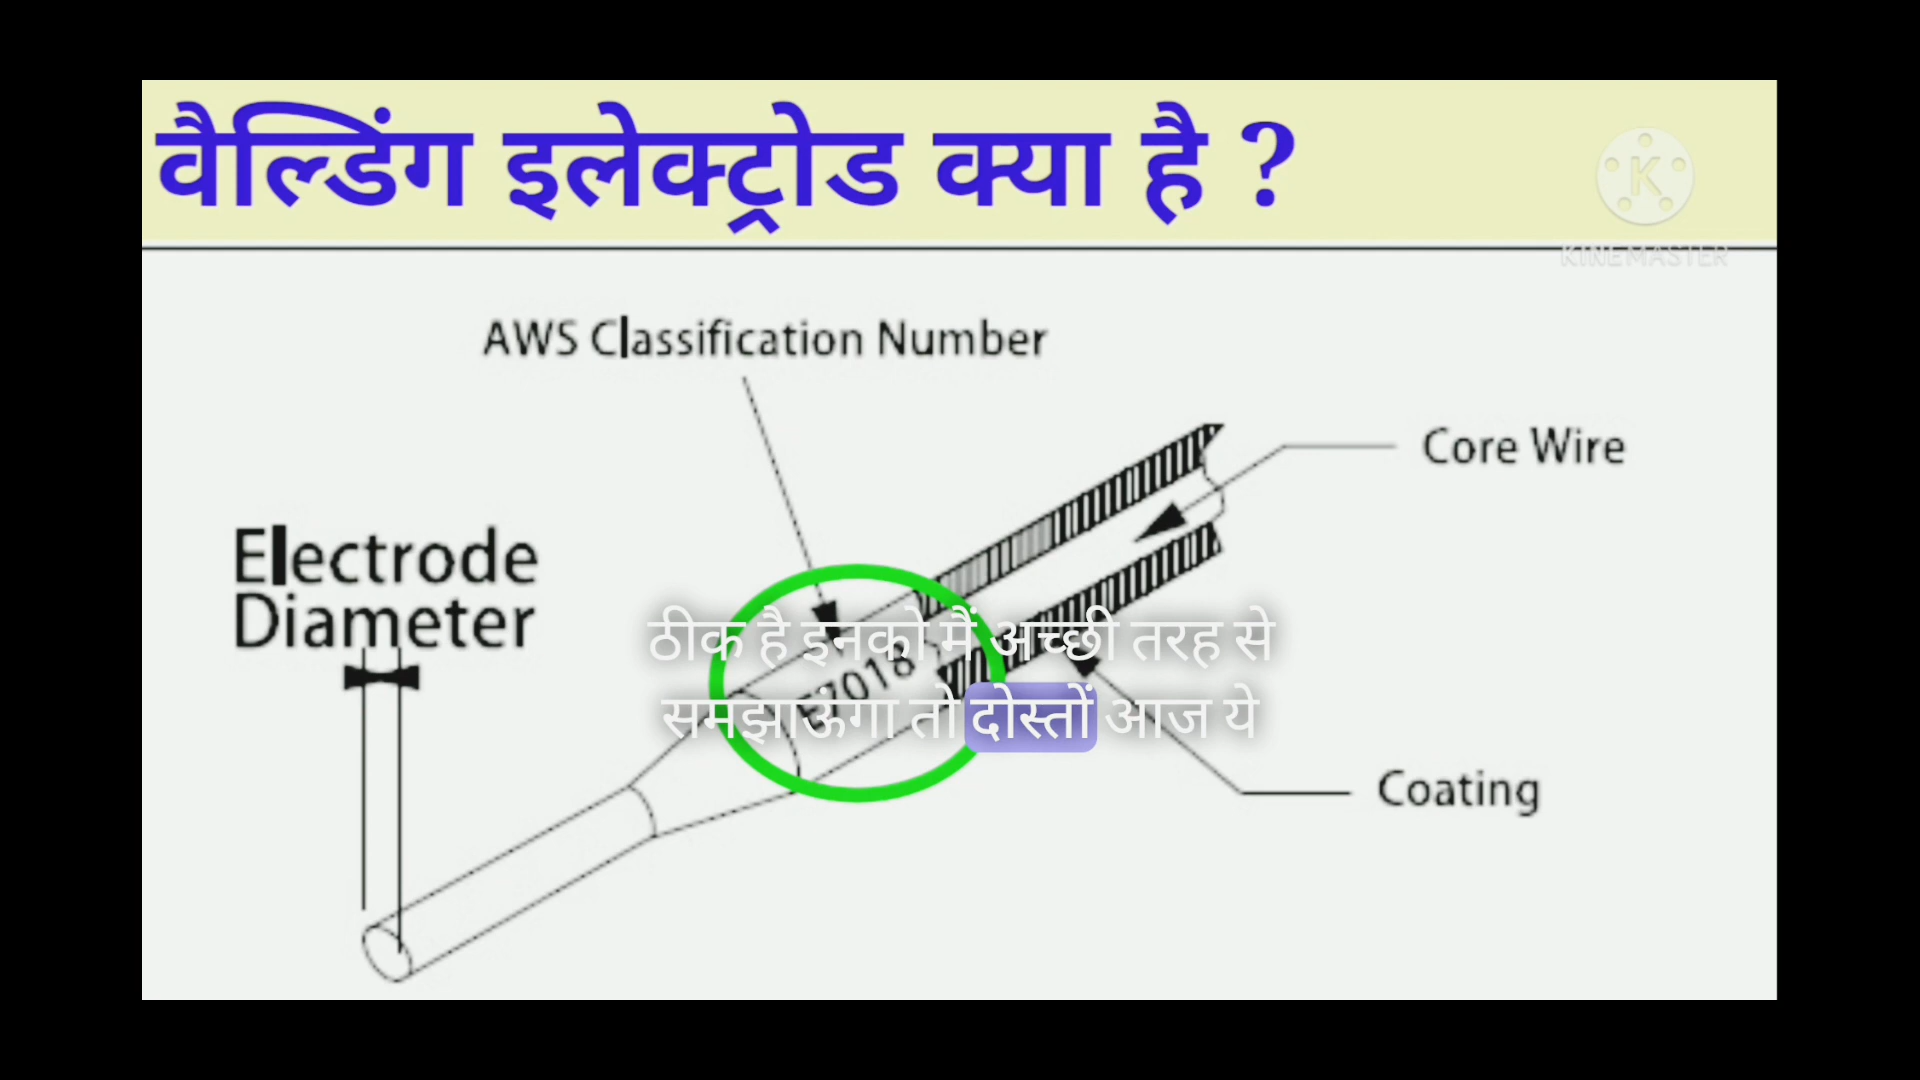 वैल्डिंग इलेक्ट्रोड क्या है ?
KINEMASTER
AWS Classification Number
Core Wire
Electrode
Diameter
E7018
ठीक है इनको मैं अच्छी तरह से
समझाऊंगा तो दोस्तों आज ये
Coating